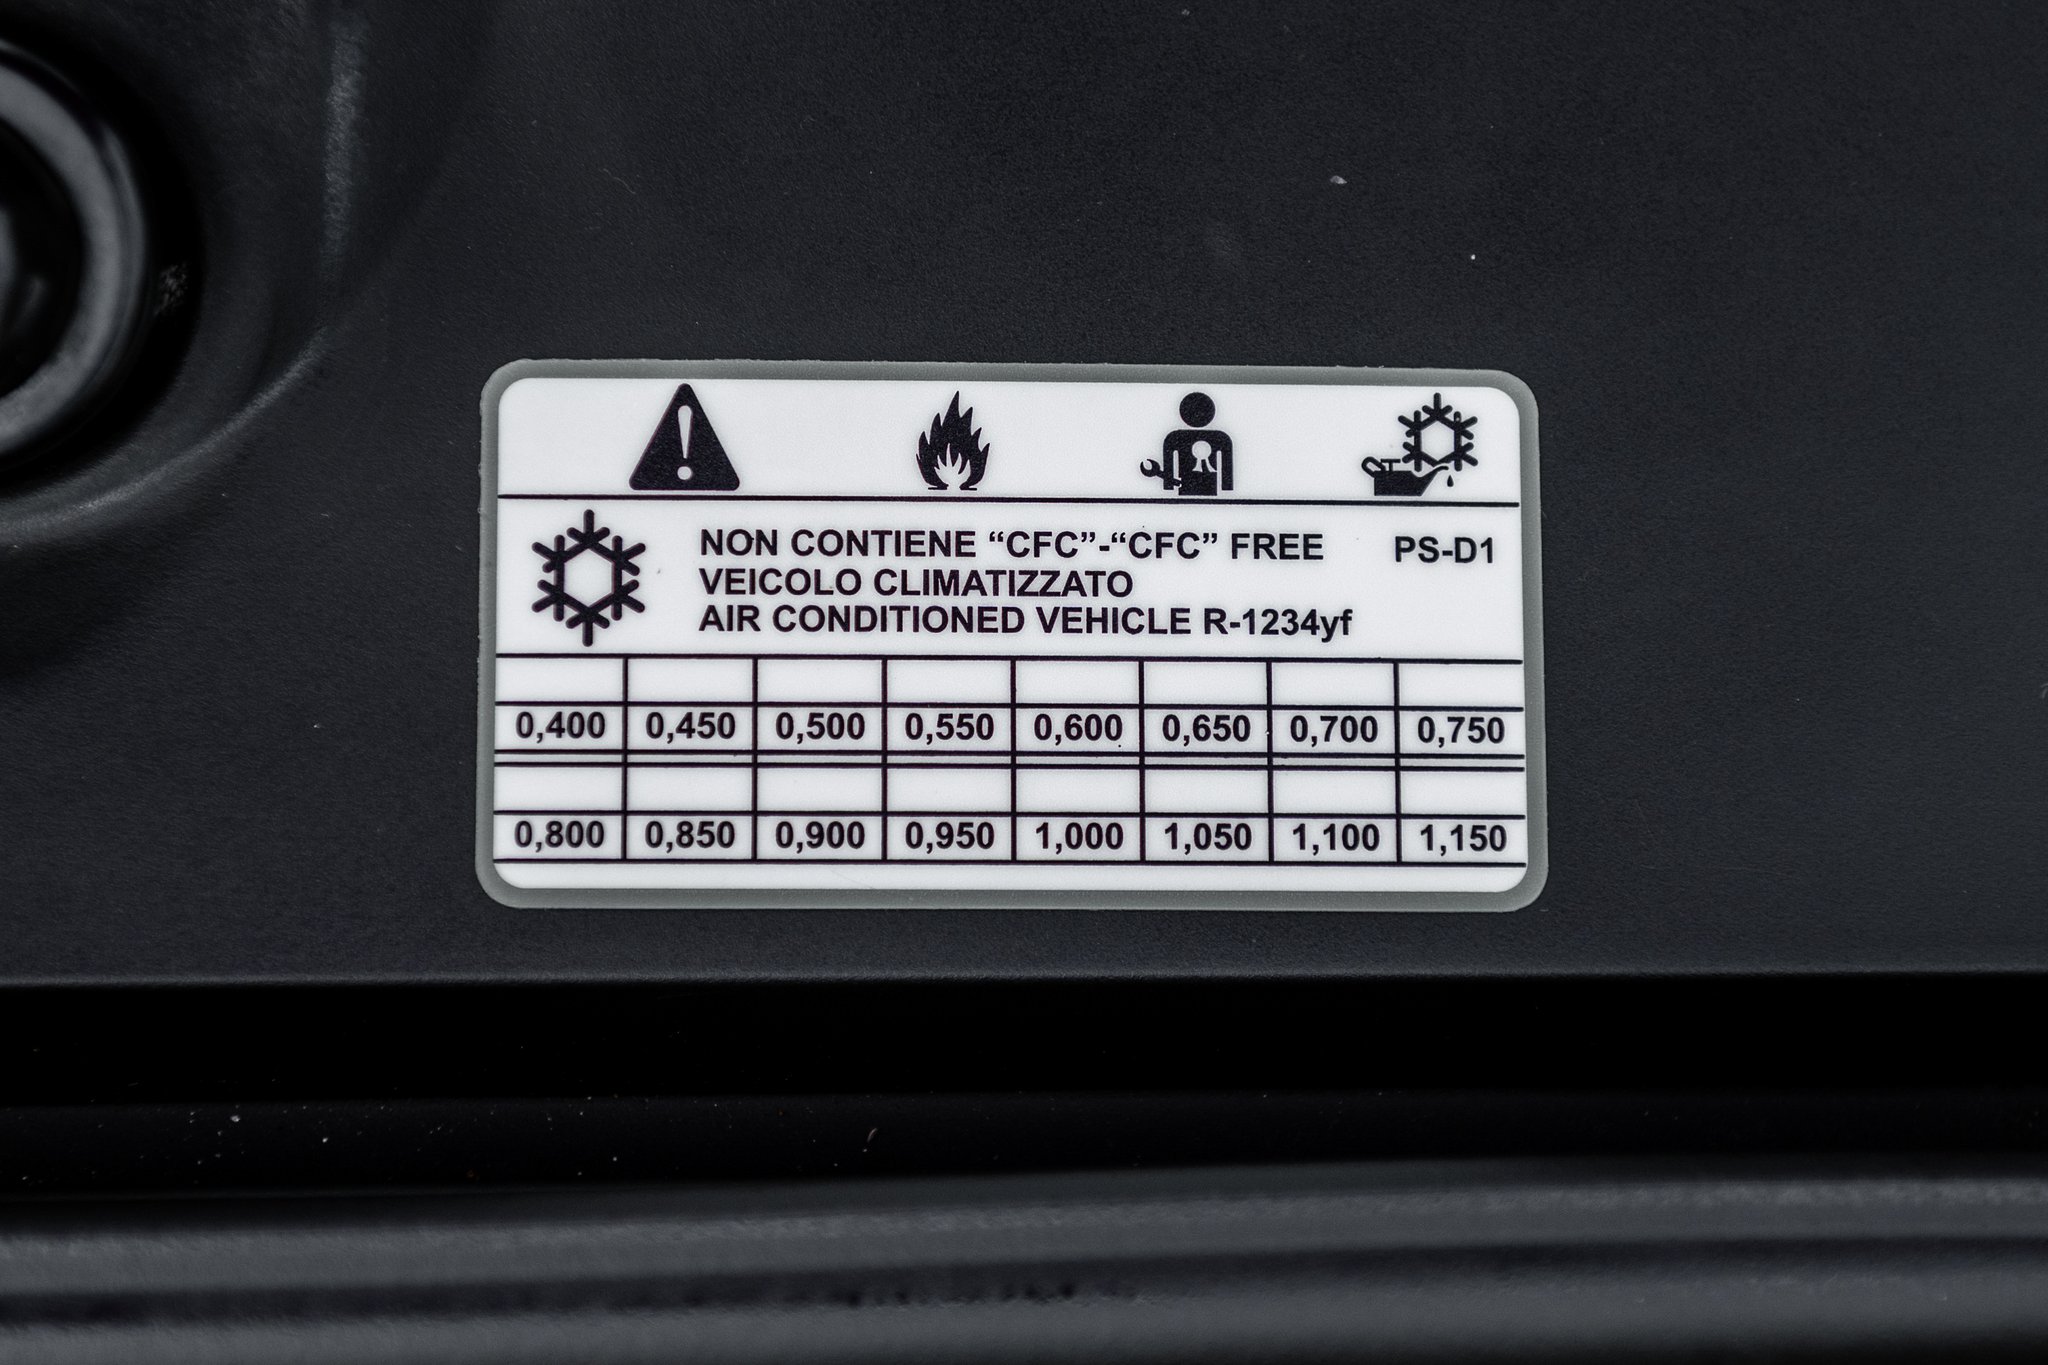 NON CONTIENE “CFC”-“CFC” FREE PS-D1
VEICOLO CLIMATIZZATO
AIR CONDITIONED VEHICLE R-1234yf
0,400 0,450 0,500 0,550 0,600 0,650 0,700 0,750
0,800 0,850 0,900 0,950 1,000 1,050 1,100 1,150